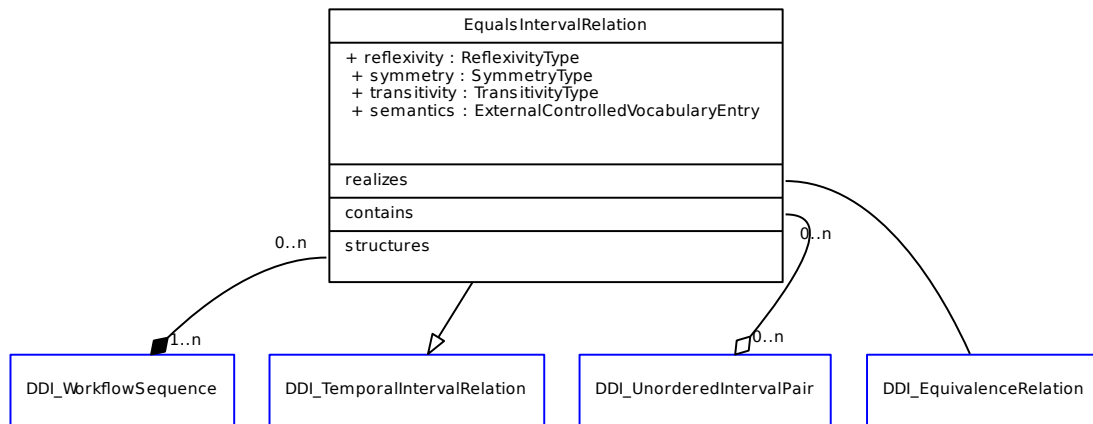 EqualsIntervalRelation
+ reflexivity : ReflexivityType
+ symmetry : SymmetryType
+ transitivity : TransitivityType
+ semantics : ExternalControlledVocabularyEntry
realizes
contains
structures
0..n
0..n
1..n
0..n
DDI_WorkflowSequence
DDI_TemporalIntervalRelation
DDI_UnorderedIntervalPair
DDI_EquivalenceRelation